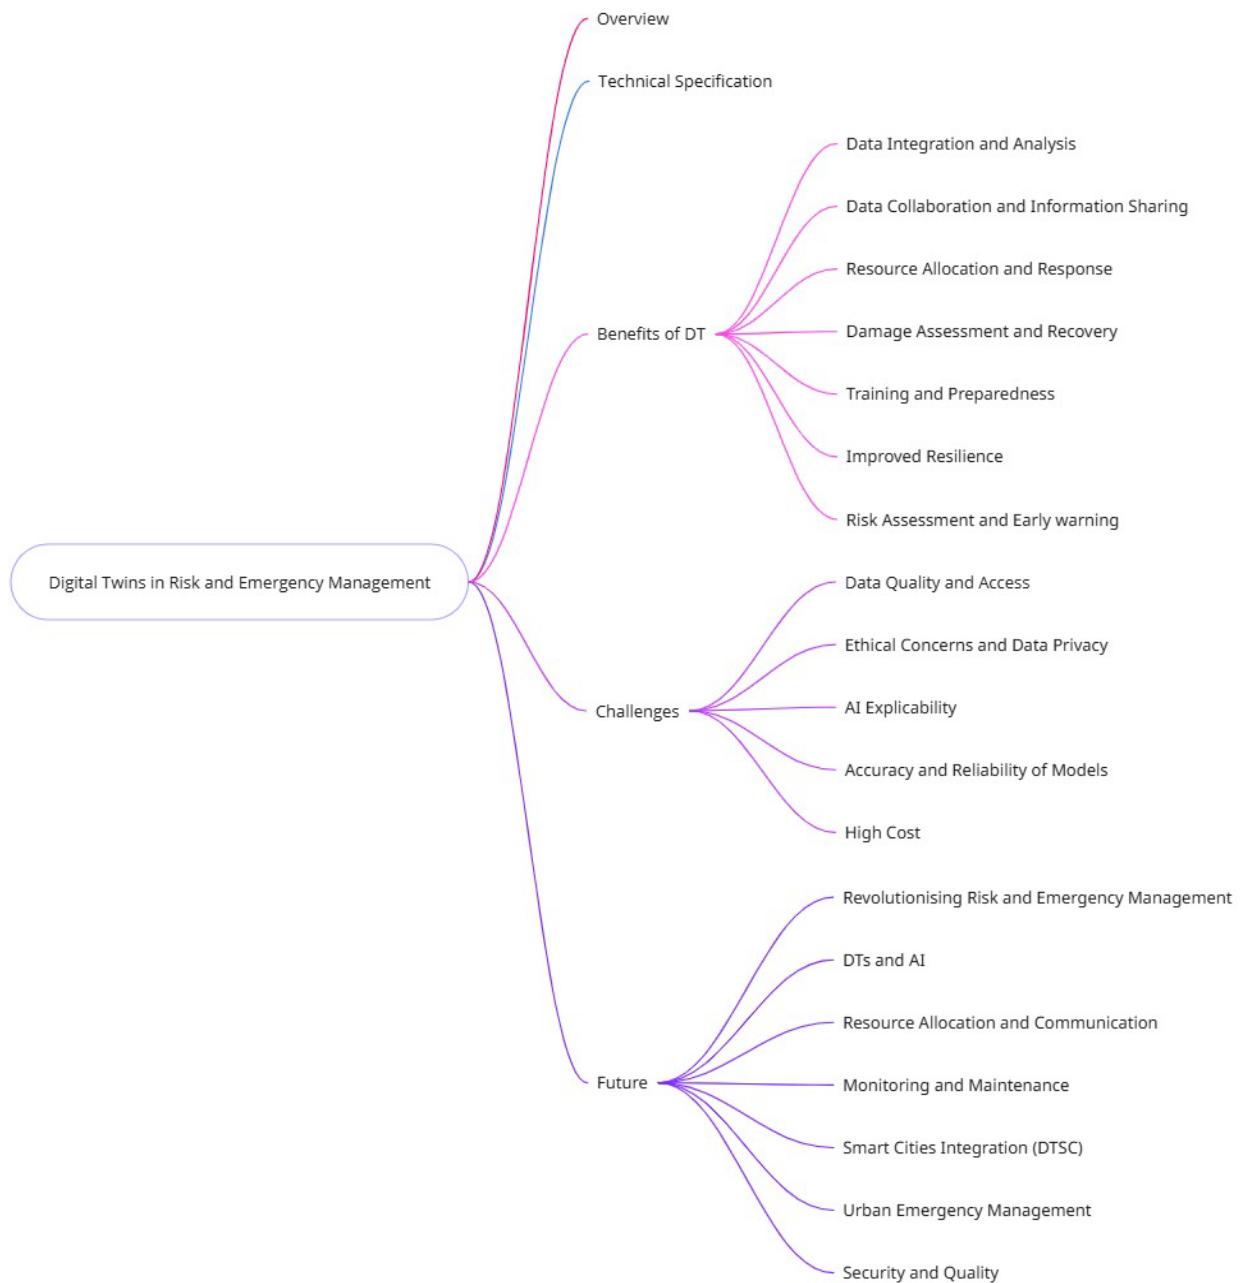 Overview
Technical Specification
Data Integration and Analysis
Data Collaboration and Information Sharing
Resource Allocation and Response
Benefits of DT
Damage Assessment and Recovery
Training and Preparedness
Improved Resilience
Risk Assessment and Early warning
Digital Twins in Risk and Emergency Management
Data Quality and Access
Ethical Concerns and Data Privacy
Challenges
AI Explicability
Accuracy and Reliability of Models
High Cost
Revolutionising Risk and Emergency Management
DTs and AI
Resource Allocation and Communication
Future
Monitoring and Maintenance
Smart Cities Integration (DTSC)
Urban Emergency Management
Security and Quality